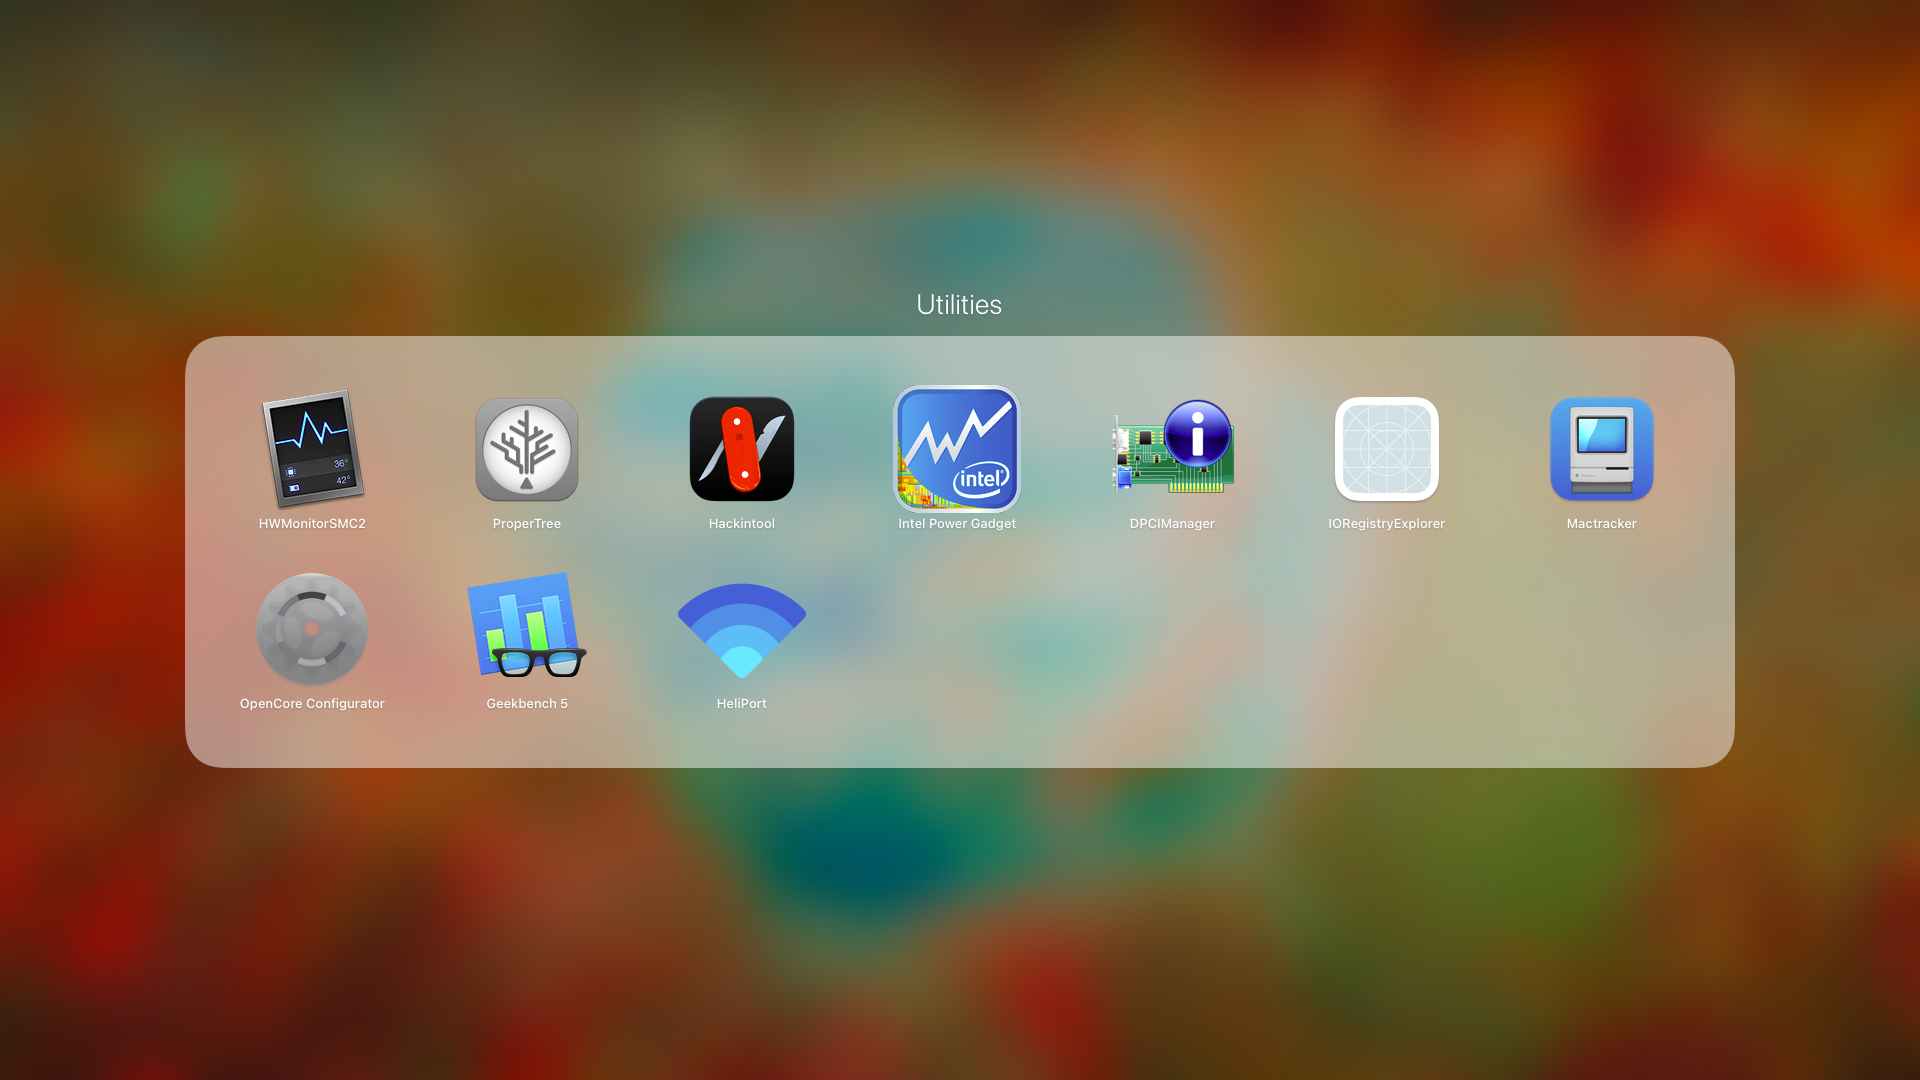 Utilities
36°
42°
intel
HWMonitorSMC2
ProperTree
Hackintool
Intel Power Gadget
DPCIManager
IORegistryExplorer
Mactracker
OpenCore Configurator
Geekbench 5
HeliPort